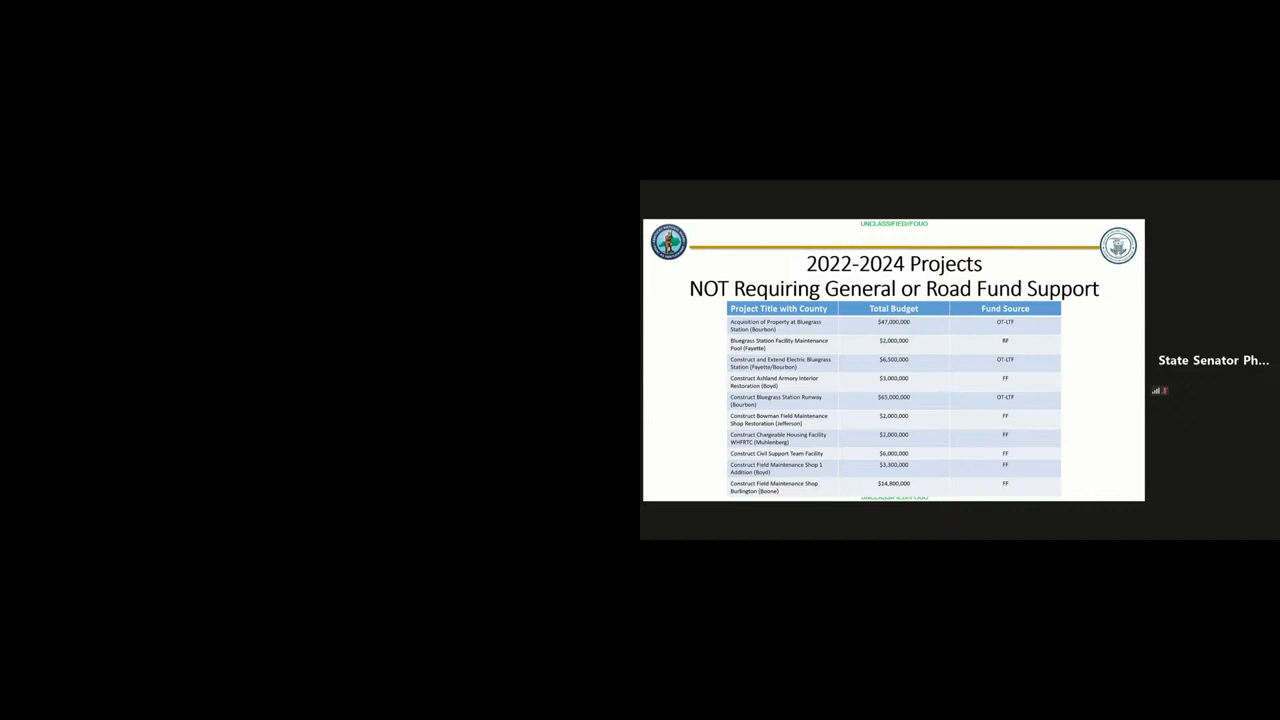 UNCLASSIFIED//FOUO
2022-2024 Projects
NOT Requiring General or Road Fund Support
Project Title with County Total Budget Fund Source
Acquisition of Property at Bluegrass
Station (Bourbon) $47,000,000 OT-LTF
Bluegrass Station Facility Maintenance
Pool (Fayette) $2,000,000 RF
Construct and Extend Electric Bluegrass
Station (Fayette/Bourbon) $6,500,000 OT-LTF
Construct Ashland Armory Interior
Restoration (Boyd) $3,000,000 FF
Construct Bluegrass Station Runway
(Bourbon) $65,000,000 OT-LTF
Construct Bowman Field Maintenance
Shop Restoration (Jefferson) $2,000,000 FF
Construct Chargeable Housing Facility
WHFRTC (Muhlenberg) $2,000,000 FF
Construct Civil Support Team Facility $6,000,000 FF
Construct Field Maintenance Shop 1
Addition (Boyd) $3,300,000 FF
Construct Field Maintenance Shop
Burlington (Boone) $14,800,000 FF
UNCLASSIFIED//FOUO
State Senator Ph...